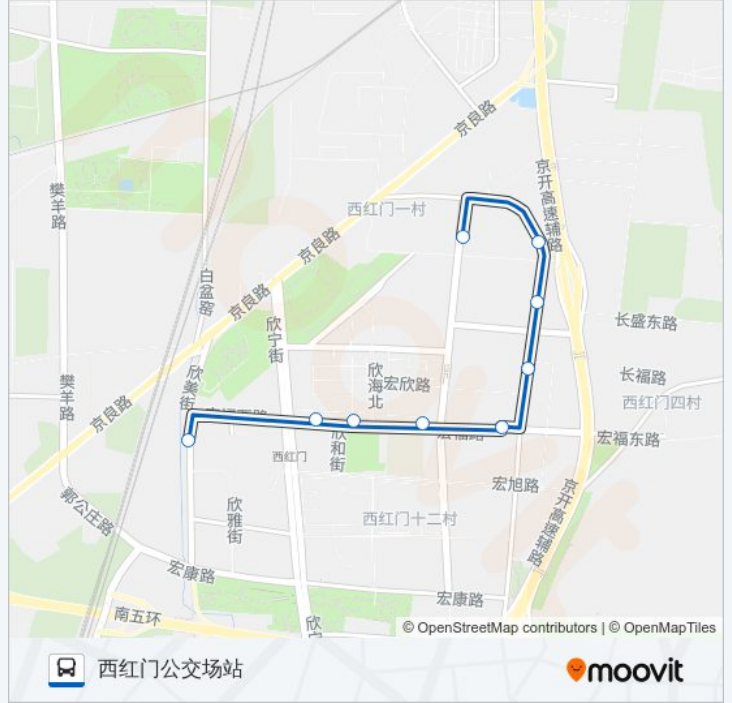 京良路
樊羊路
京开高速辅路
西红门一村
京良路
白盆窑
京良路
欣宁街
长盛东路
欣美街
樊羊路
欣海北
宏欣路
长福路
西红门四村
京良路
宏福路
宏福东路
欣和街
西红门
宏旭路
郭公庄路
欣雅街
西红门十二村
京开高速辅路
宏康路
宏康路
南五环
欣宁
© OpenStreetMap contributors | © OpenMapTiles
西红门公交场站
moovit